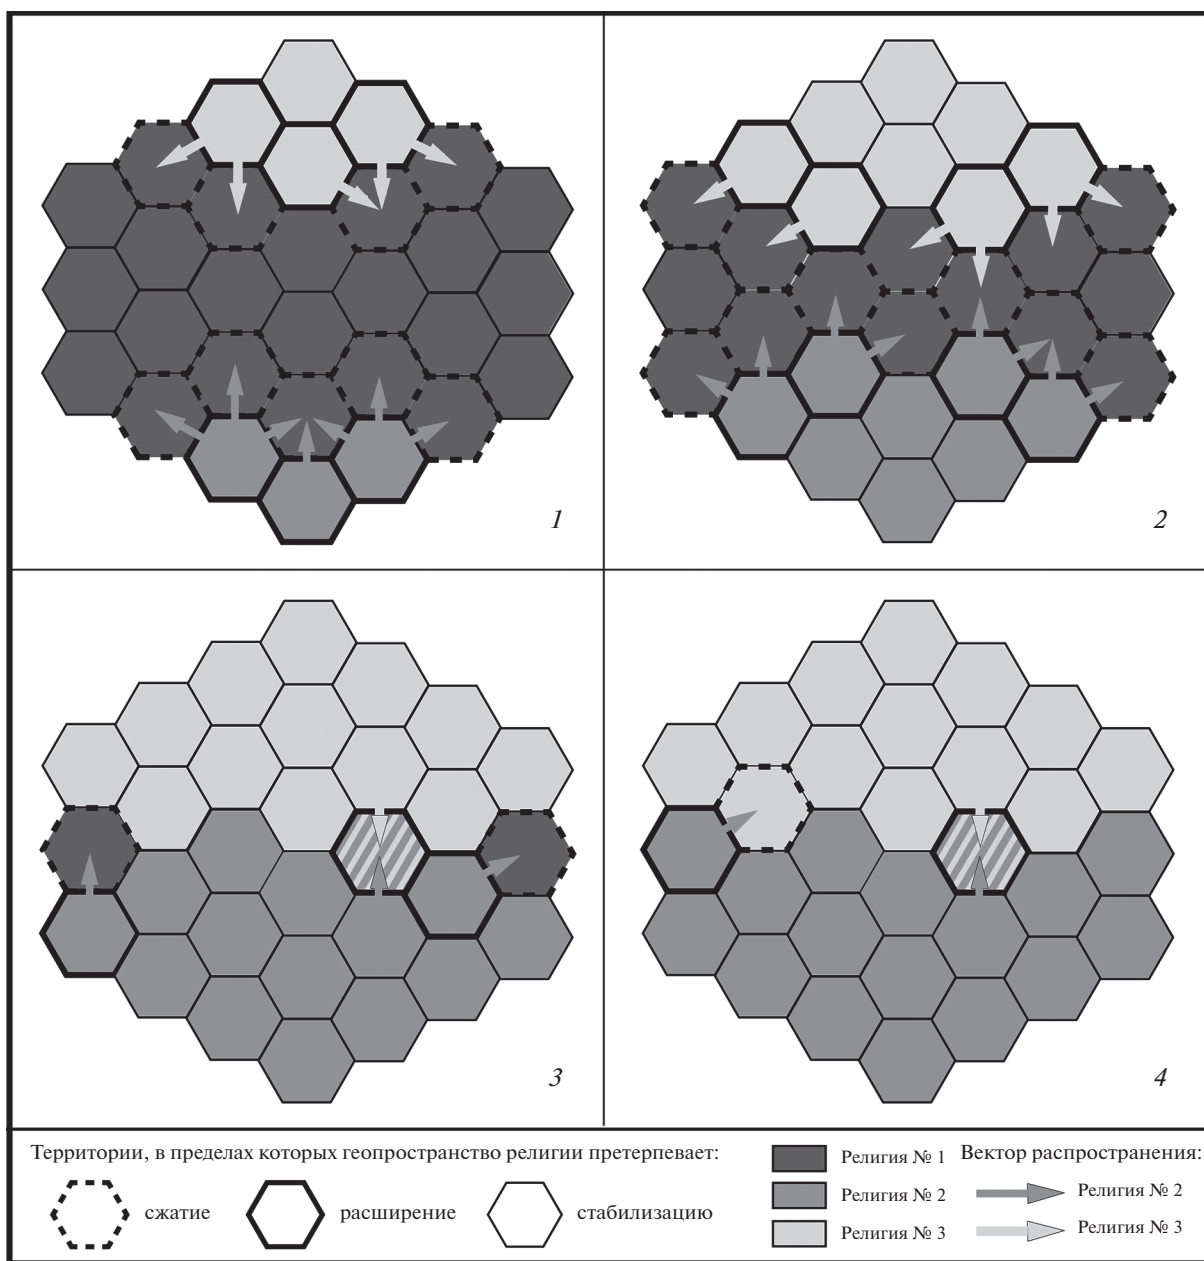 1
2
3
4
Территории, в пределах которых геопространство религии претерпевает:
сжатие
расширение
стабилизацию
Религия № 1
Религия № 2
Религия № 3
Вектор распространения:
Религия № 2
Религия № 3